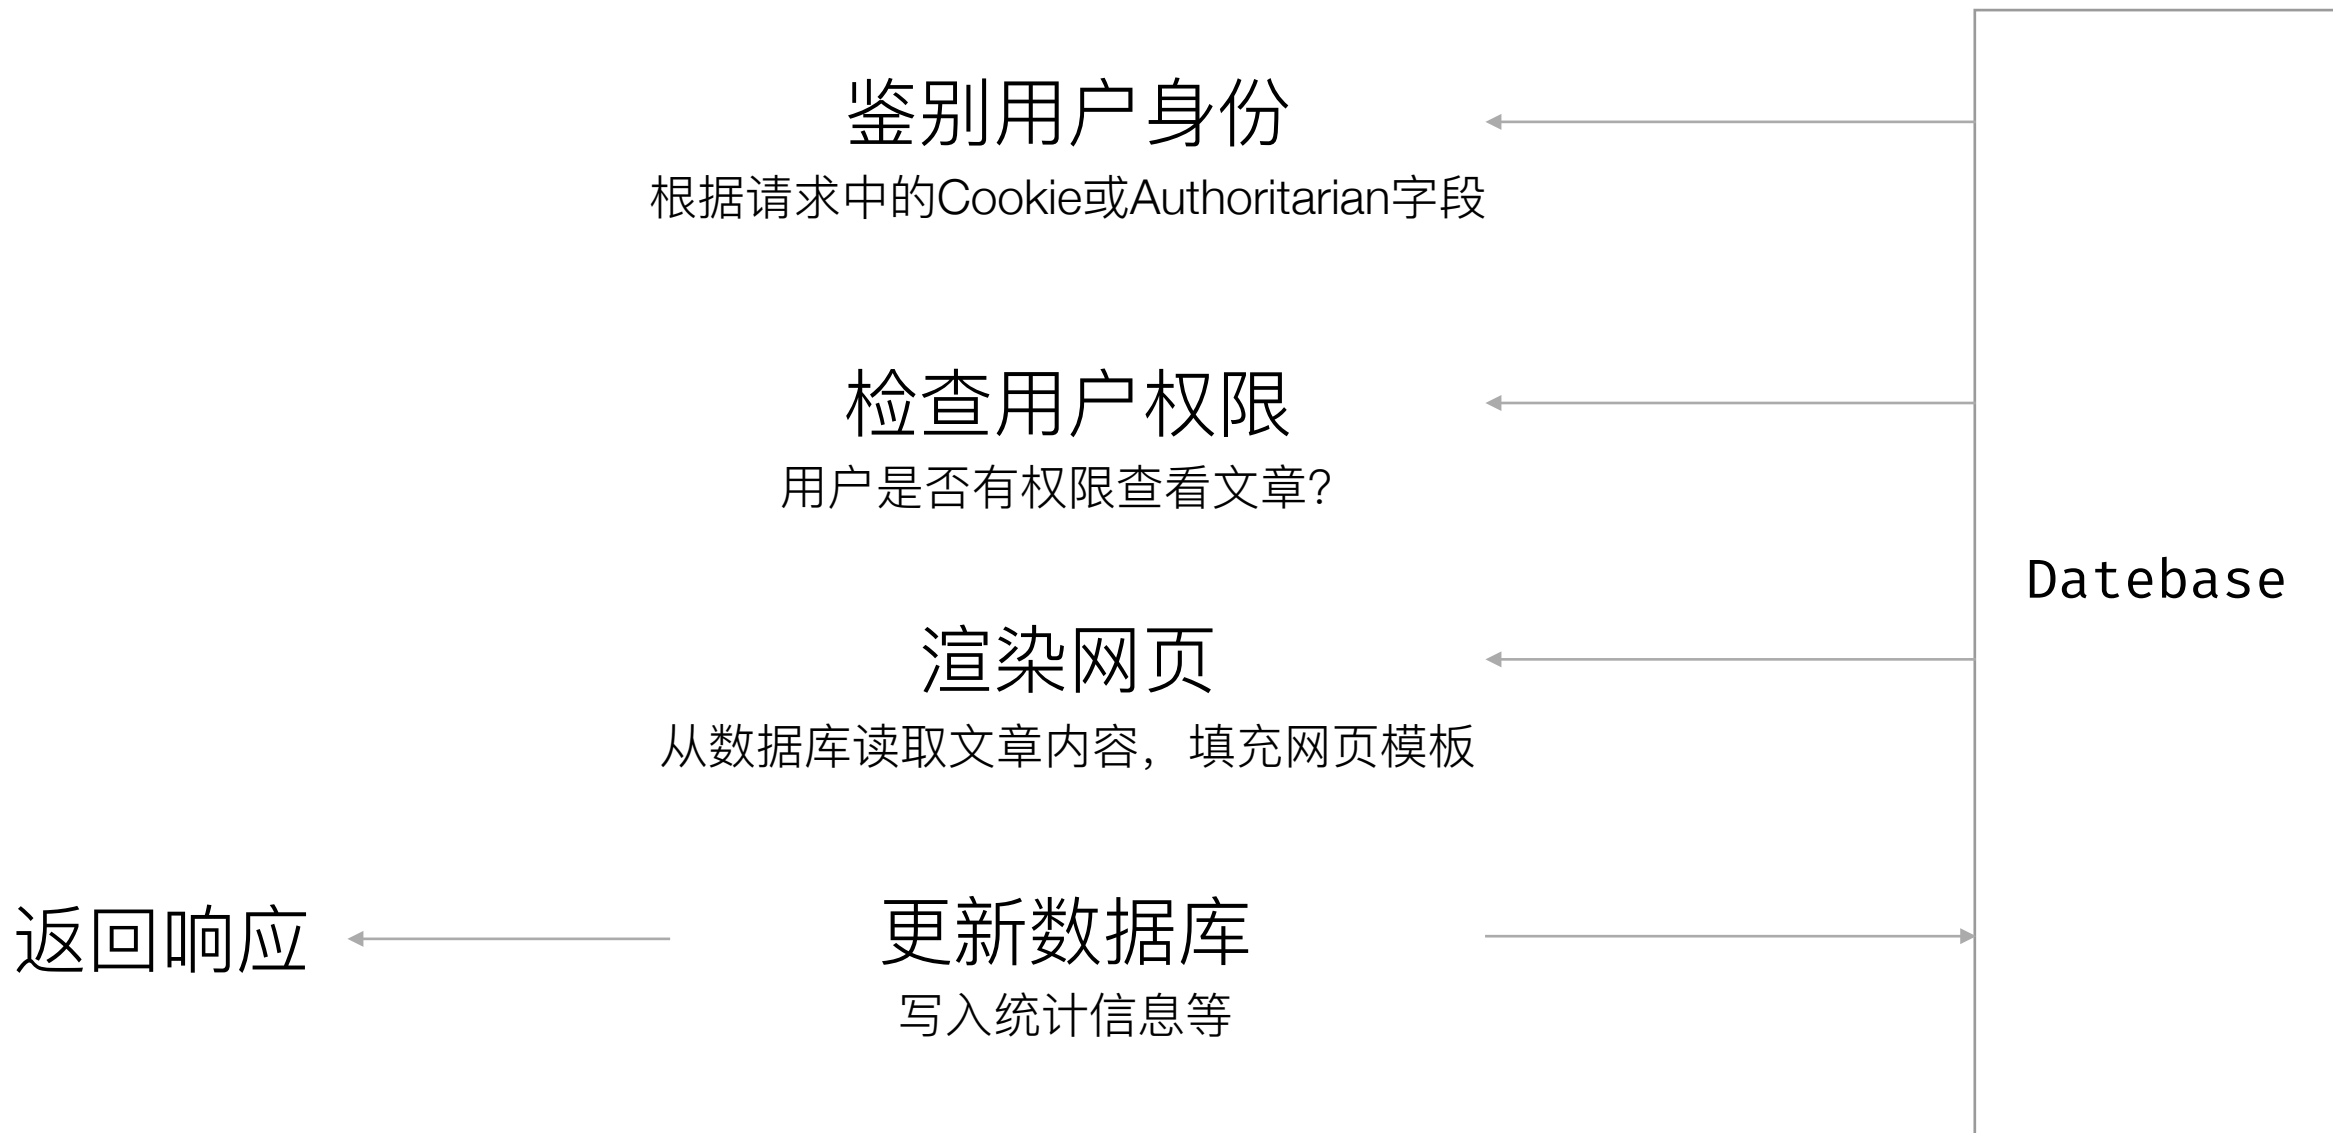 鉴别用户身份
根据请求中的Cookie或Authoritarian字段
检查用户权限
用户是否有权限查看文章？
Datebase
渲染网页
从数据库读取文章内容，填充网页模板
返回响应
更新数据库
写入统计信息等